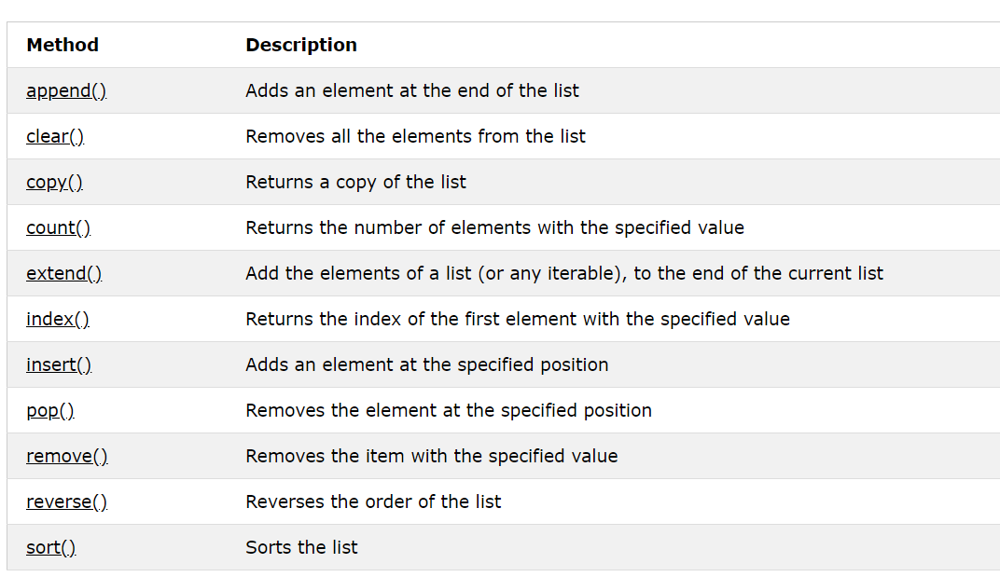 Method Description
append() Adds an element at the end of the list
clear() Removes all the elements from the list
copy() Returns a copy of the list
count() Returns the number of elements with the specified value
extend() Add the elements of a list (or any iterable), to the end of the current list
index() Returns the index of the first element with the specified value
insert() Adds an element at the specified position
pop() Removes the element at the specified position
remove() Removes the item with the specified value
reverse() Reverses the order of the list
sort() Sorts the list